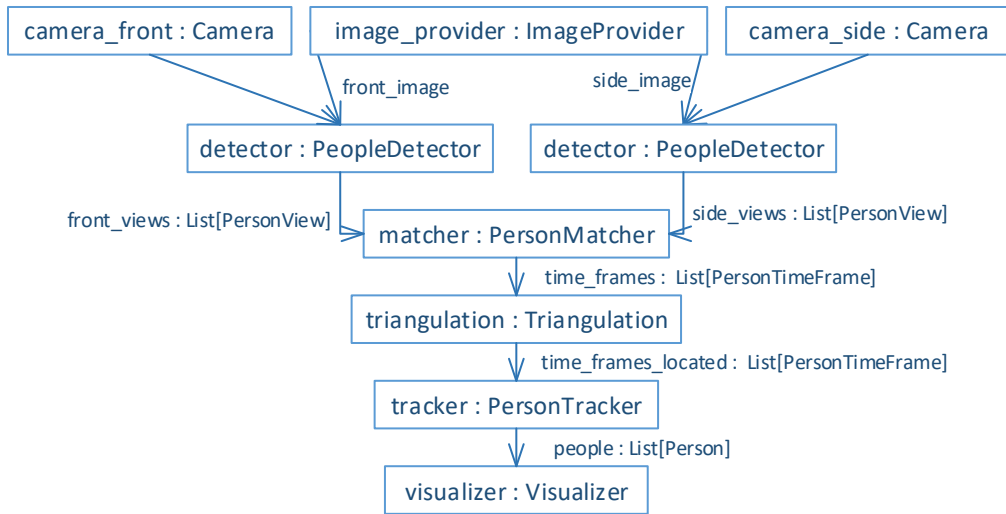 camera_front : Camera
image_provider : ImageProvider
camera_side : Camera
front_image
side_image
detector : PeopleDetector
detector : PeopleDetector
front_views : List[PersonView]
side_views : List[PersonView]
matcher : PersonMatcher
time_frames : List[PersonTimeFrame]
triangulation : Triangulation
time_frames_located : List[PersonTimeFrame]
tracker : PersonTracker
people : List[Person]
visualizer : Visualizer